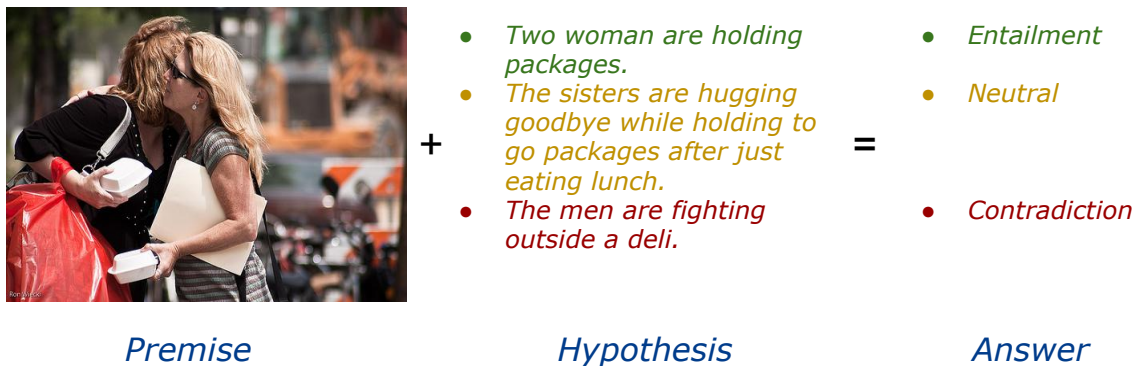 • Two woman are holding
packages.
• The sisters are hugging
goodbye while holding to
go packages after just
eating lunch.
• The men are fighting
outside a deli.
+
=
• Entailment
• Neutral
• Contradiction
Premise
Hypothesis
Answer